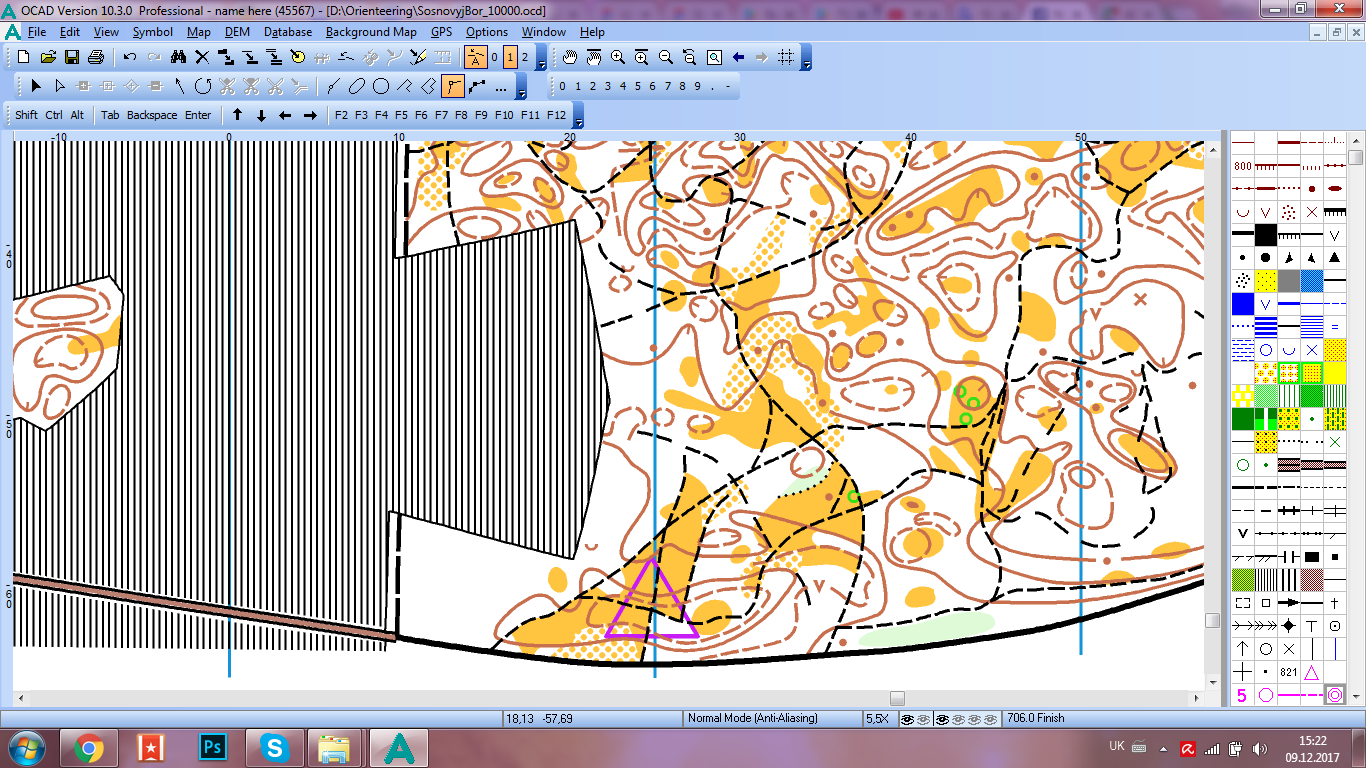 OCAD Version 10.3.0 Professional - name here (45567) - [D:\Orienteering\SosnovyjBor_10000.ocd]
File Edit View Symbol Map DEM Database Background Map GPS Options Window Help
0 1 2
0 1 2 3 4 5 6 7 8 9 . -
Shift Ctrl Alt Tab Backspace Enter F2 F3 F4 F5 F6 F7 F8 F9 F10 F11 F12
-10 0 10 20 30 40 50
800
-40
-50
-60
821
5
18,13 -57,69 Normal Mode (Anti-Aliasing) 5,5x 706.0 Finish
Ps
S
UK
15:22
09.12.2017